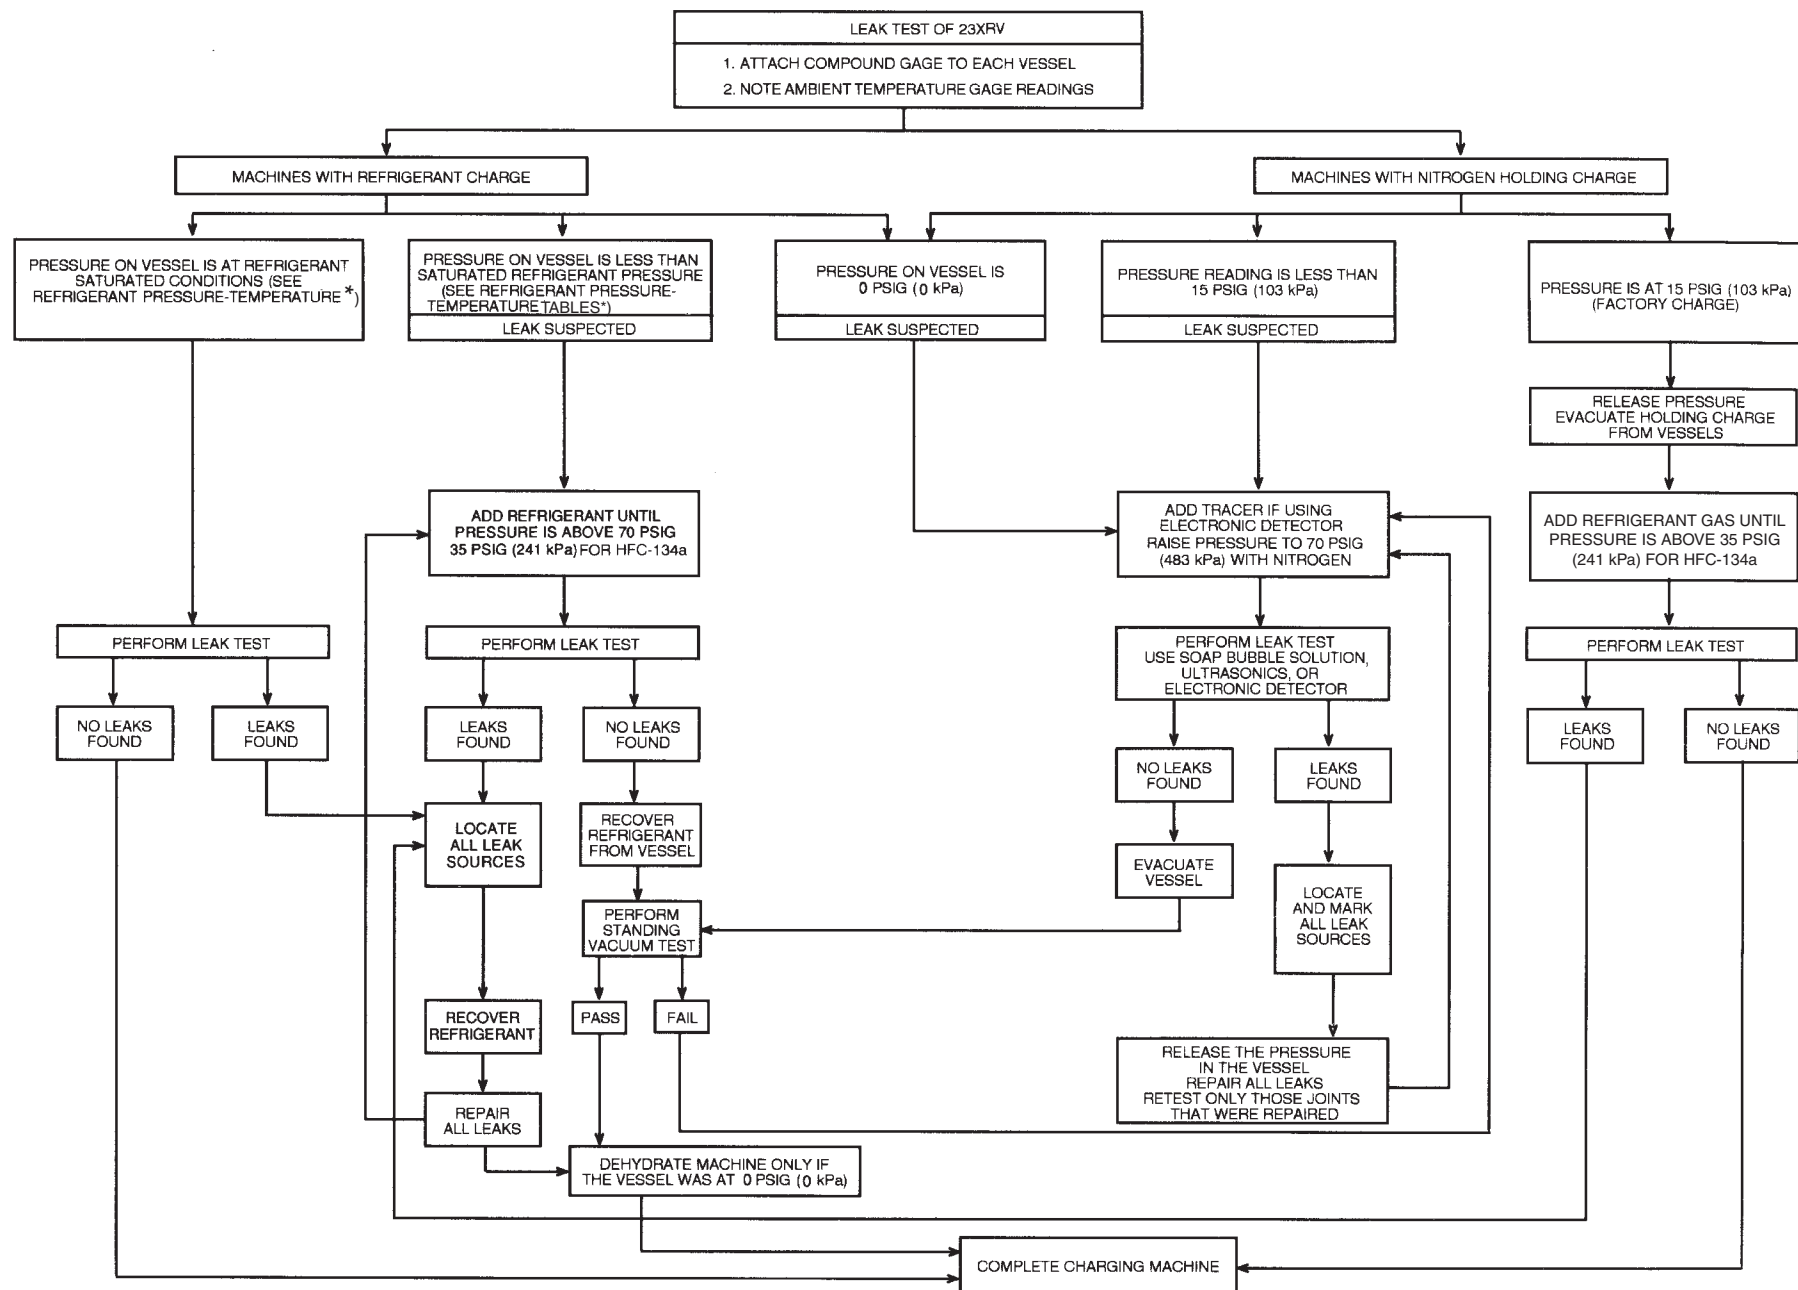 LEAK TEST OF 23XRV
1. ATTACH COMPOUND GAGE TO EACH VESSEL
2. NOTE AMBIENT TEMPERATURE GAGE READINGS
MACHINES WITH REFRIGERANT CHARGE
MACHINES WITH NITROGEN HOLDING CHARGE
PRESSURE ON VESSEL IS AT REFRIGERANT
SATURATED CONDITIONS (SEE
REFRIGERANT PRESSURE-TEMPERATURE*)
PRESSURE ON VESSEL IS LESS THAN
SATURATED REFRIGERANT PRESSURE
(SEE REFRIGERANT PRESSURE-
TEMPERATURE TABLES*)
LEAK SUSPECTED
PRESSURE ON VESSEL IS
0 PSIG (0 kPa)
LEAK SUSPECTED
PRESSURE READING IS LESS THAN
15 PSIG (103 kPa)
LEAK SUSPECTED
PRESSURE IS AT 15 PSIG (103 kPa)
(FACTORY CHARGE)
RELEASE PRESSURE
EVACUATE HOLDING CHARGE
FROM VESSELS
ADD REFRIGERANT UNTIL
PRESSURE IS ABOVE 70 PSIG
35 PSIG (241 kPa) FOR HFC-134a
ADD TRACER IF USING
ELECTRONIC DETECTOR
RAISE PRESSURE TO 70 PSIG
(483 kPa) WITH NITROGEN
ADD REFRIGERANT GAS UNTIL
PRESSURE IS ABOVE 35 PSIG
(241 kPa) FOR HFC-134a
PERFORM LEAK TEST
PERFORM LEAK TEST
PERFORM LEAK TEST
USE SOAP BUBBLE SOLUTION,
ULTRASONICS, OR
ELECTRONIC DETECTOR
PERFORM LEAK TEST
NO LEAKS
FOUND
LEAKS
FOUND
LEAKS
FOUND
NO LEAKS
FOUND
NO LEAKS
FOUND
LEAKS
FOUND
LEAKS
FOUND
NO LEAKS
FOUND
LOCATE
ALL LEAK
SOURCES
RECOVER
REFRIGERANT
FROM VESSEL
EVACUATE
VESSEL
LOCATE
AND MARK
ALL LEAK
SOURCES
PERFORM
STANDING
VACUUM TEST
PASS
FAIL
RECOVER
REFRIGERANT
RELEASE THE PRESSURE
IN THE VESSEL
REPAIR ALL LEAKS
RETEST ONLY THOSE JOINTS
THAT WERE REPAIRED
REPAIR
ALL LEAKS
DEHYDRATE MACHINE ONLY IF
THE VESSEL WAS AT 0 PSIG (0 kPa)
COMPLETE CHARGING MACHINE